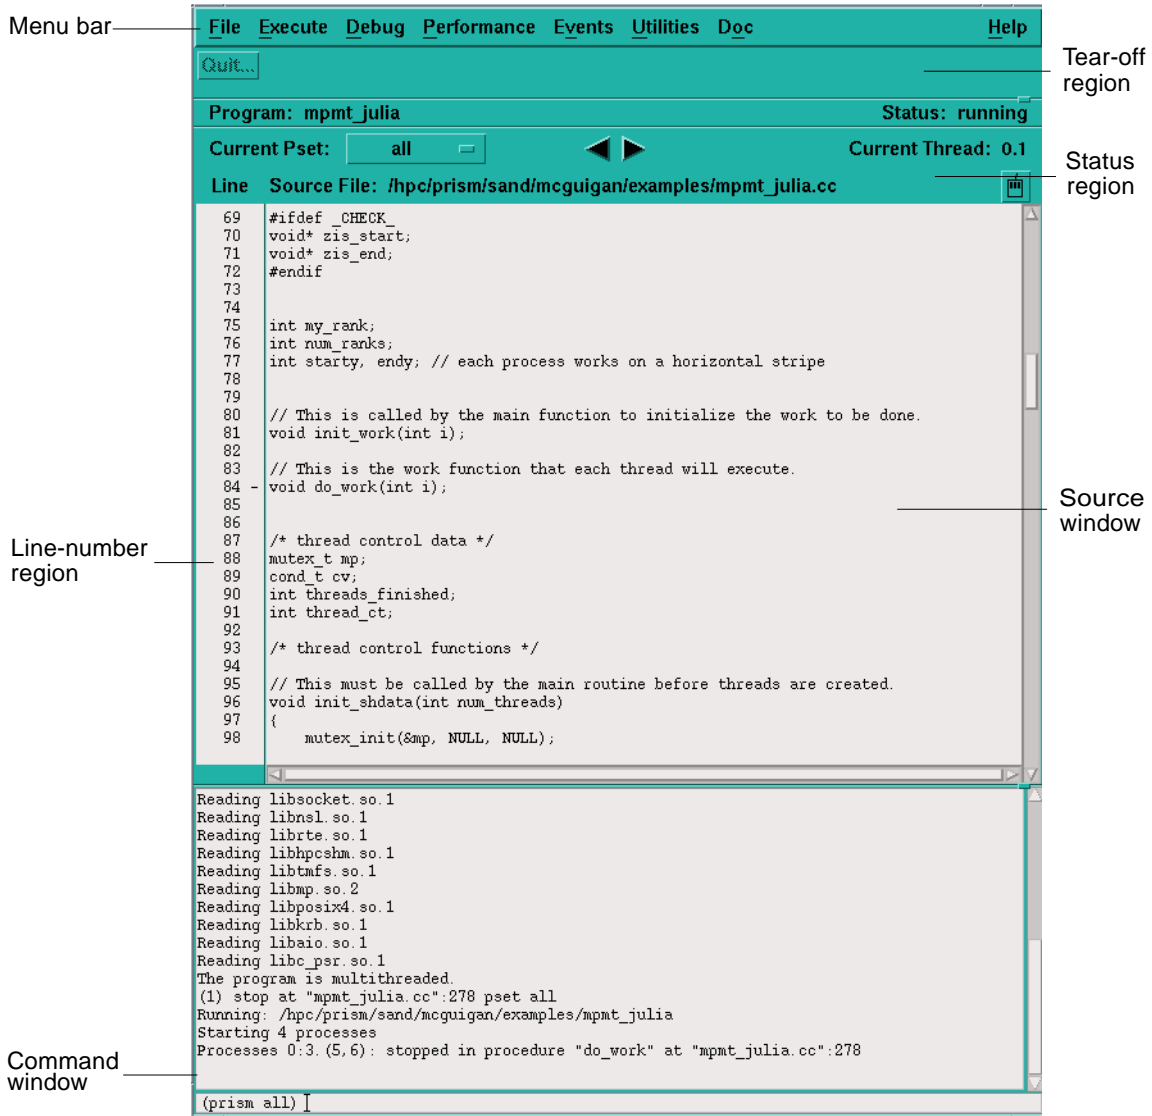 Menu bar
File Execute Debug Performance Events Utilities Doc Help
Quit...
Tear-off
region
Program: mpmt_julia Status: running
Current Pset: all Current Thread: 0.1
Status
region
Line Source File: /hpc/prism/sand/mcguigan/examples/mpmt_julia.cc
69 #ifdef _CHECK_
70 void* zis_start;
71 void* zis_end;
72 #endif
73
74
75 int my_rank;
76 int num_ranks;
77 int starty, endy; // each process works on a horizontal stripe
78
79
80 // This is called by the main function to initialize the work to be done.
81 void init_work(int i);
82
83 // This is the work function that each thread will execute.
84 - void do_work(int i);
85
86
Source
window
87 /* thread control data */
88 mutex_t mp;
89 cond_t cv;
90 int threads_finished;
91 int thread_ct;
Line-number
region
92
93 /* thread control functions */
94
95 // This must be called by the main routine before threads are created.
96 void init_shdata(int num_threads)
97 {
98 mutex_init(&mp, NULL, NULL);
Reading libsocket.so.1
Reading libnsl.so.1
Reading librte.so.1
Reading libhpcshm.so.1
Reading libtmfs.so.1
Reading libmp.so.2
Reading libposix4.so.1
Reading libkrb.so.1
Reading libaio.so.1
Reading libc_psr.so.1
The program is multithreaded.
(1) stop at "mpmt_julia.cc":278 pset all
Running: /hpc/prism/sand/mcguigan/examples/mpmt_julia
Starting 4 processes
Processes 0:3.(5,6): stopped in procedure "do_work" at "mpmt_julia.cc":278
Command
window
(prism all)